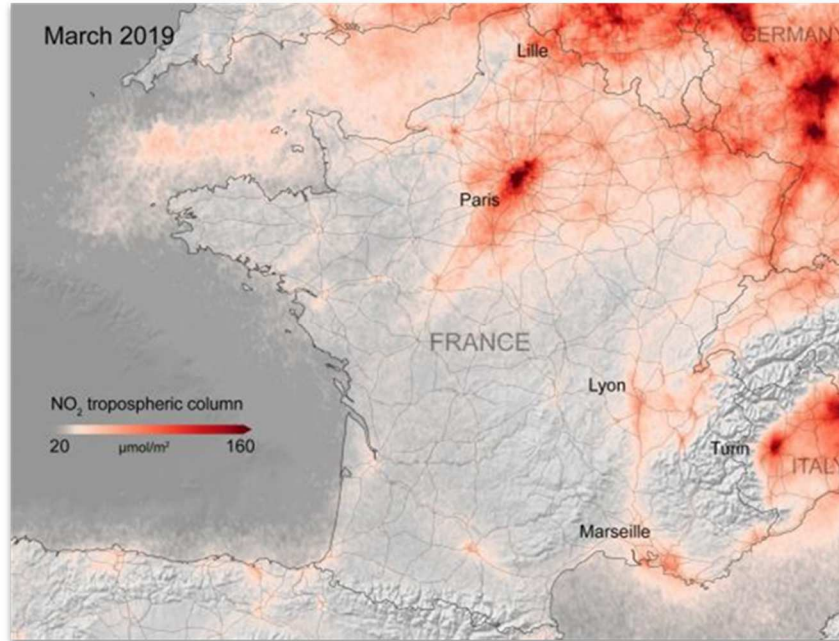 March 2019
Lille
GERMANY
Paris
FRANCE
NO₂ tropospheric column
20 μmol/m² 160
Lyon
Turin
ITALY
Marseille